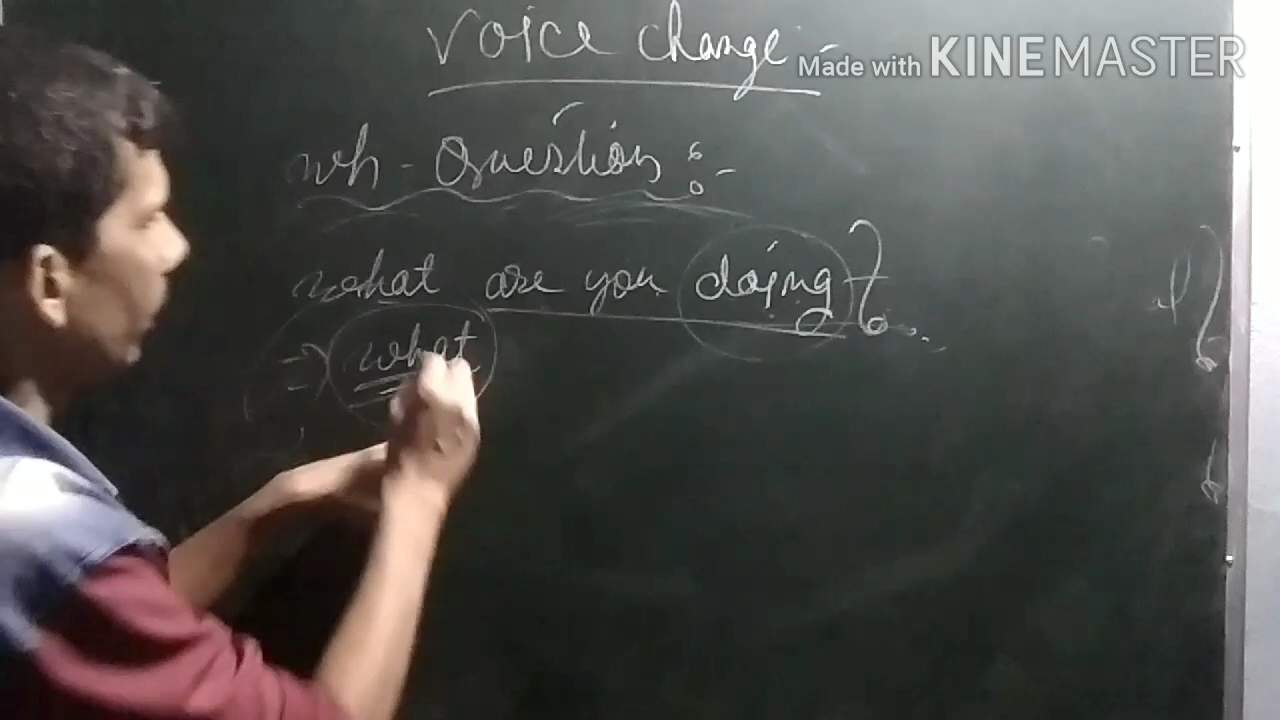 Voice change -
Made with KINEMASTER
wh - Question :-
what are you doing ?
=> what